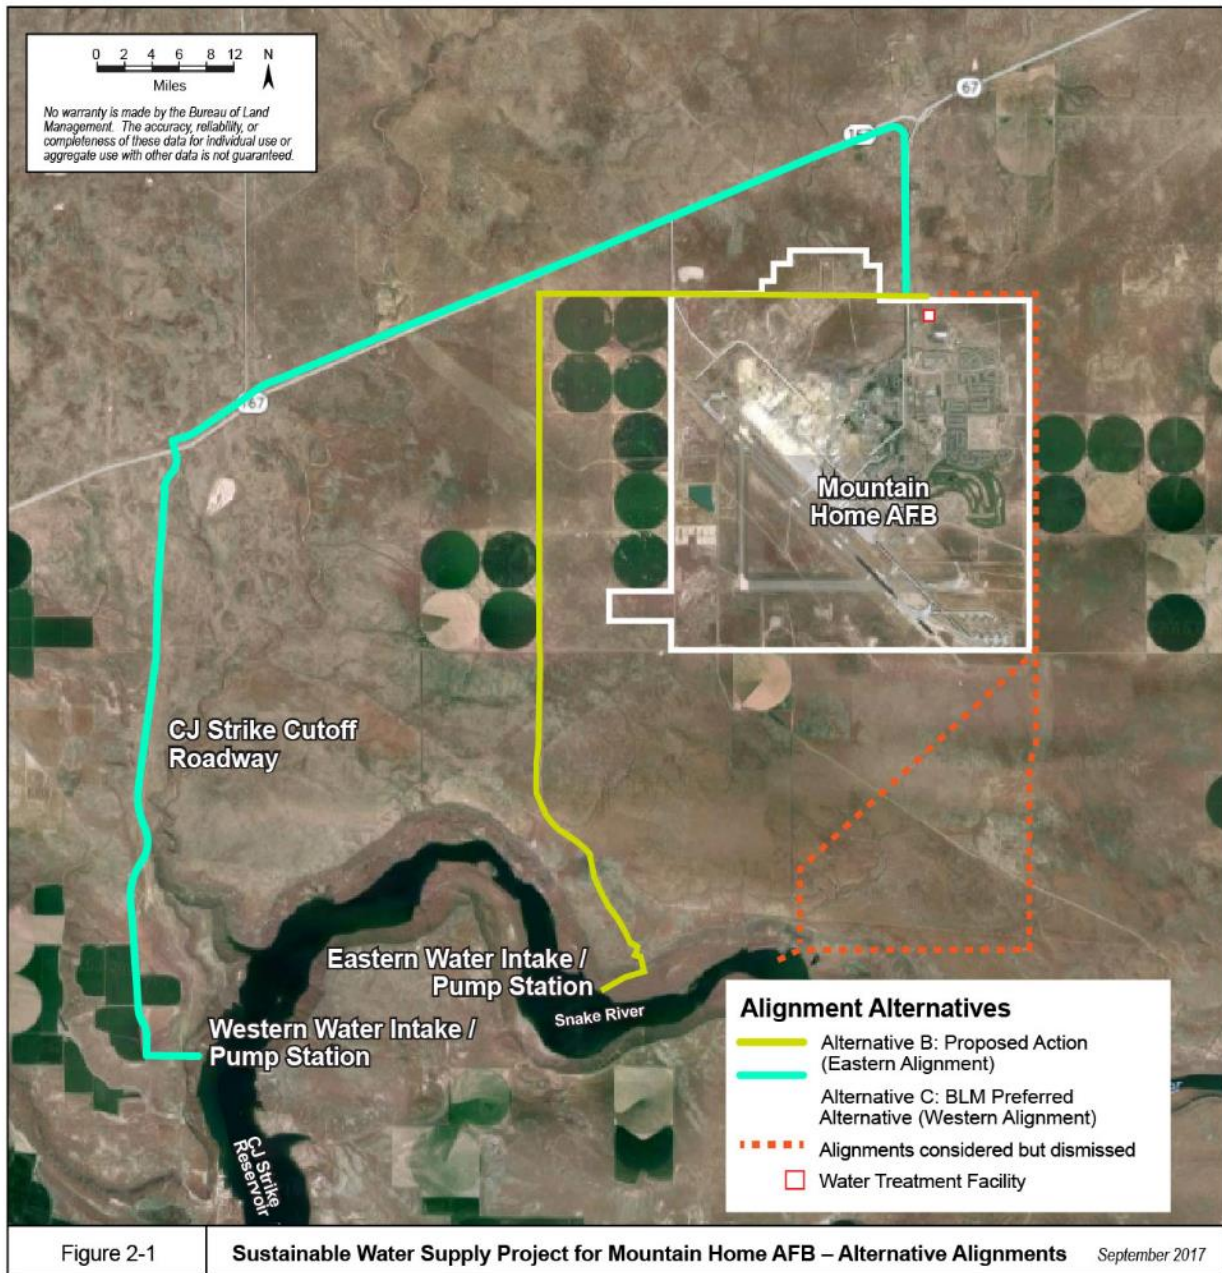 0 2 4 6 8 12 N
Miles
No warranty is made by the Bureau of Land
Management. The accuracy, reliability, or
completeness of these data for individual use or
aggregate use with other data is not guaranteed.
67
167
Mountain
Home AFB
CJ Strike Cutoff
Roadway
Eastern Water Intake /
Pump Station
Snake River
Western Water Intake /
Pump Station
CJ Strike
Reservoir
Alignment Alternatives
Alternative B: Proposed Action
(Eastern Alignment)
Alternative C: BLM Preferred
Alternative (Western Alignment)
Alignments considered but dismissed
Water Treatment Facility
Figure 2-1
Sustainable Water Supply Project for Mountain Home AFB – Alternative Alignments
September 2017